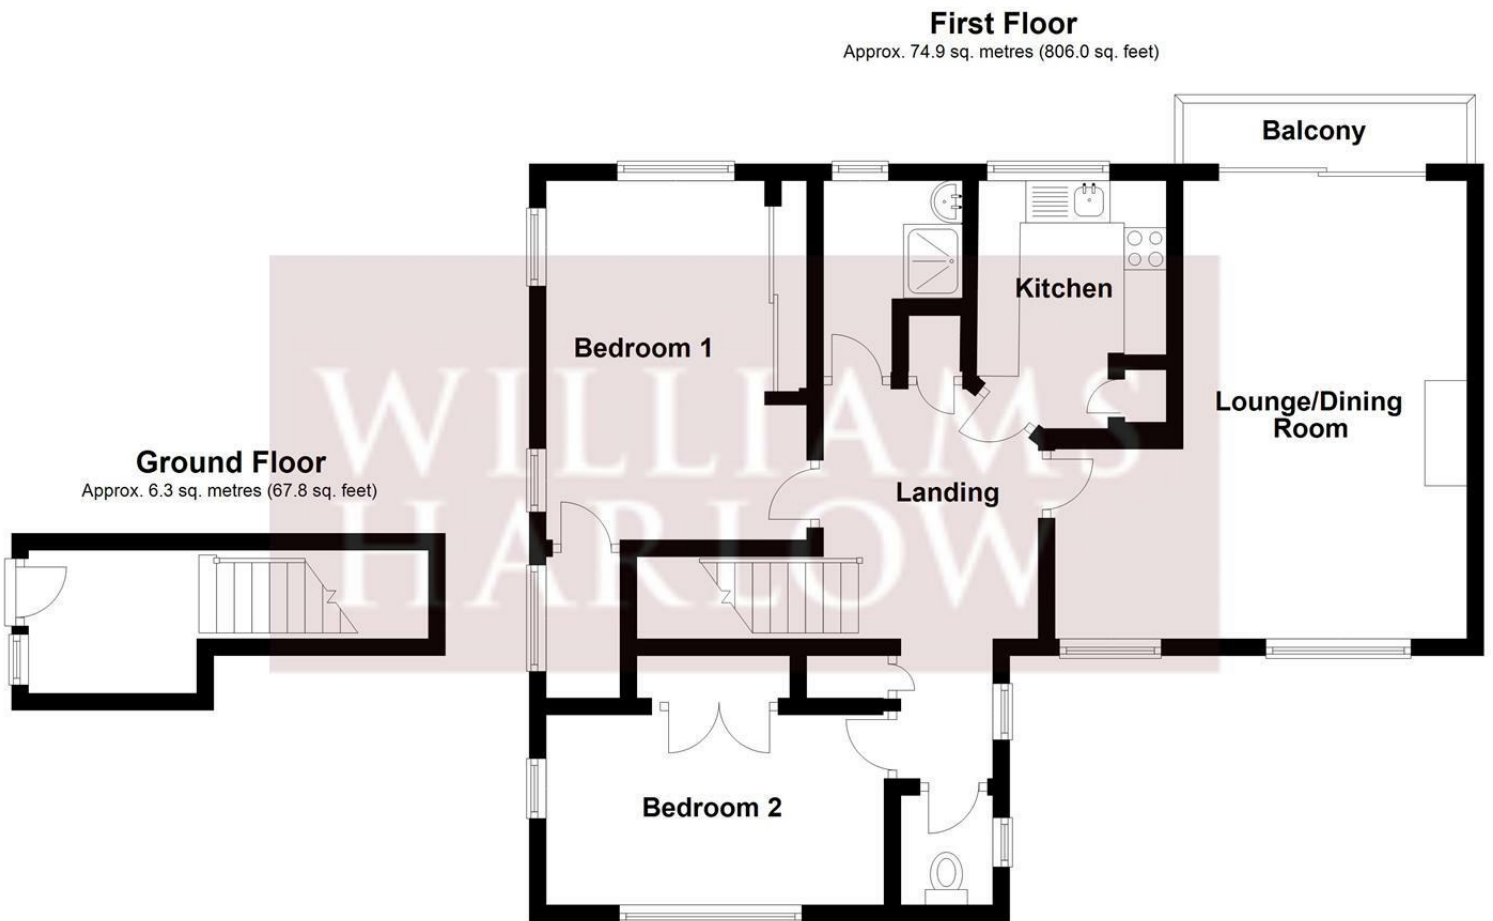 First Floor
Approx. 74.9 sq. metres (806.0 sq. feet)
Balcony
Kitchen
Bedroom 1
Lounge/Dining
Room
WILLIAMS
HARLOW
Ground Floor
Approx. 6.3 sq. metres (67.8 sq. feet)
Landing
Bedroom 2